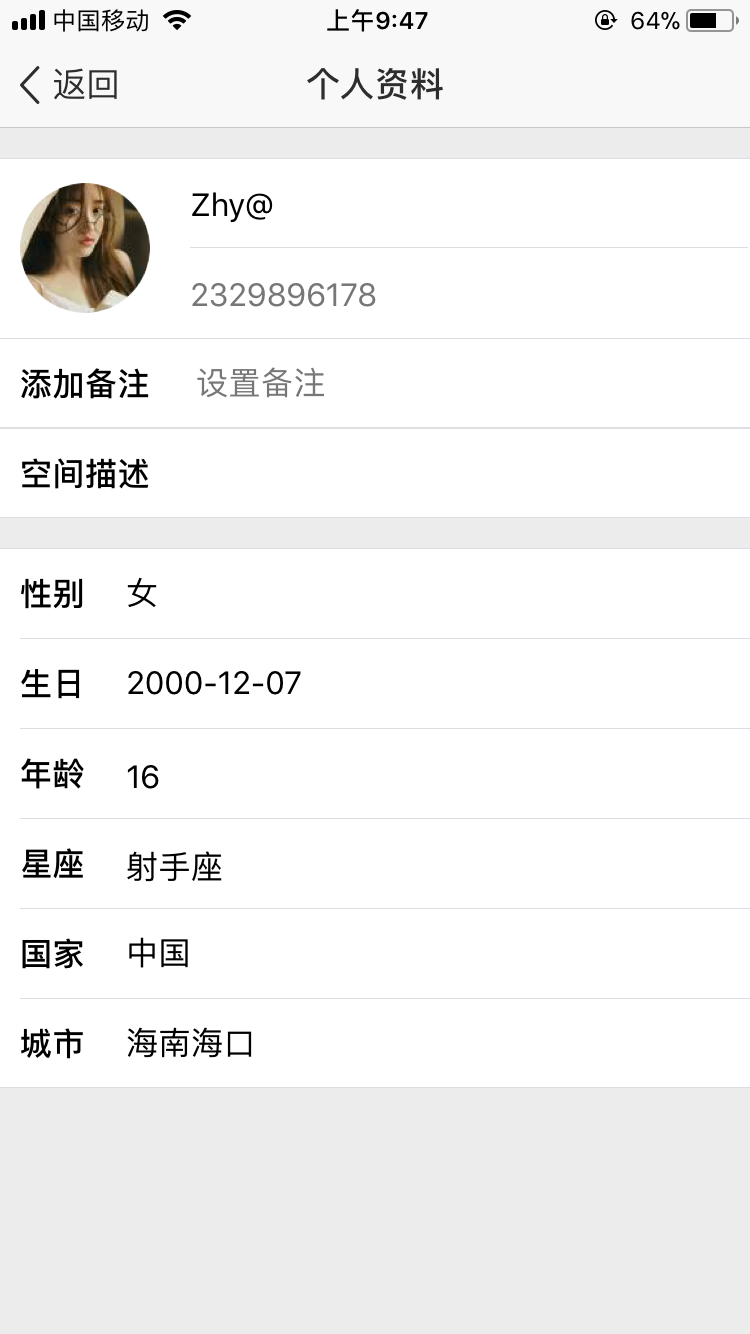 中国移动 上午9:47 64%
返回 个人资料
Zhy@
2329896178
添加备注 设置备注
空间描述
性别 女
生日 2000-12-07
年龄 16
星座 射手座
国家 中国
城市 海南海口